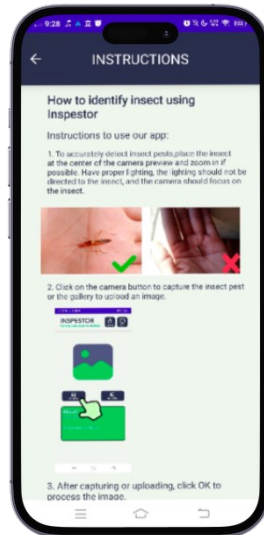 9:28
INSTRUCTIONS
How to identify insect using
Inspestor
Instructions to use our app:
1. To accurately detect insect pests,place the insect
at the center of the camera preview and zoom in if
possible. Have proper lighting, the lighting should not be
directed to the insect, and the camera should focus on
the insect.
2. Click on the camera button to capture the insect pest
or the gallery to upload an image.
INSPESTOR
3. After capturing or uploading, click OK to
process the image.